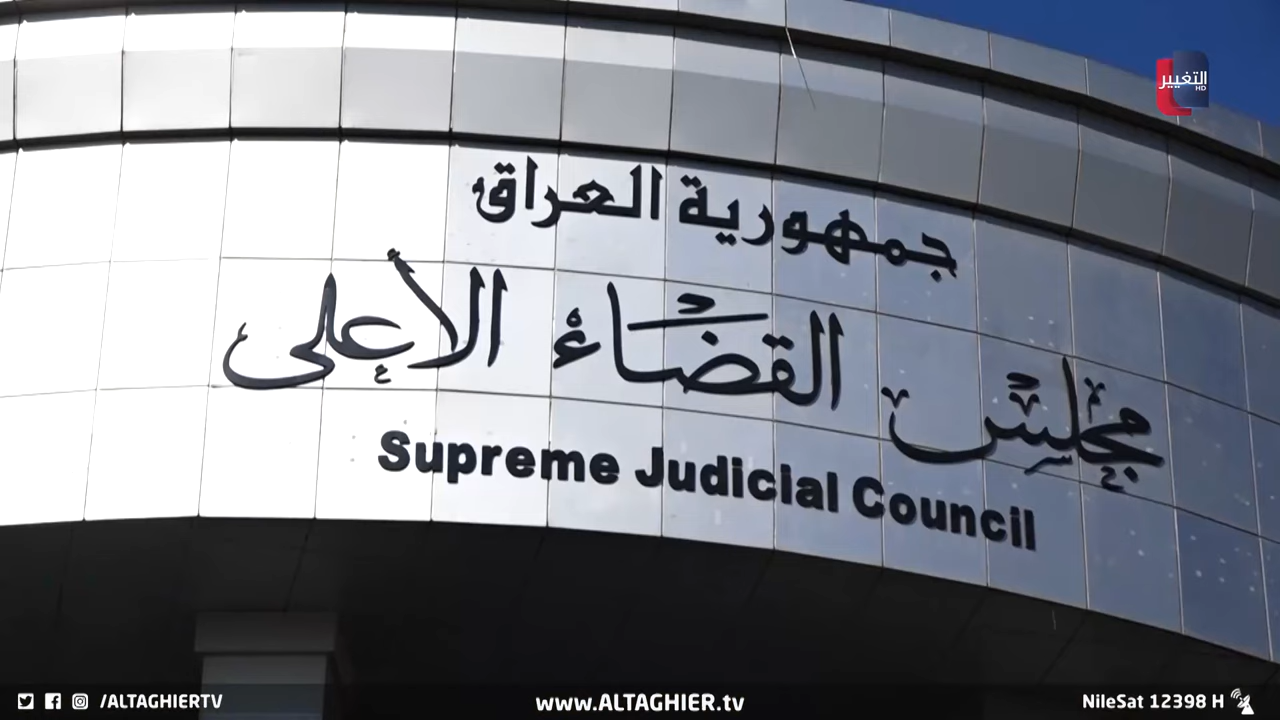 التغيير
HD
جمهورية العراق
مجلس القضاء الأعلى
Supreme Judicial Council
/ALTAGHIERTV
www.ALTAGHIER.tv
NileSat 12398 H